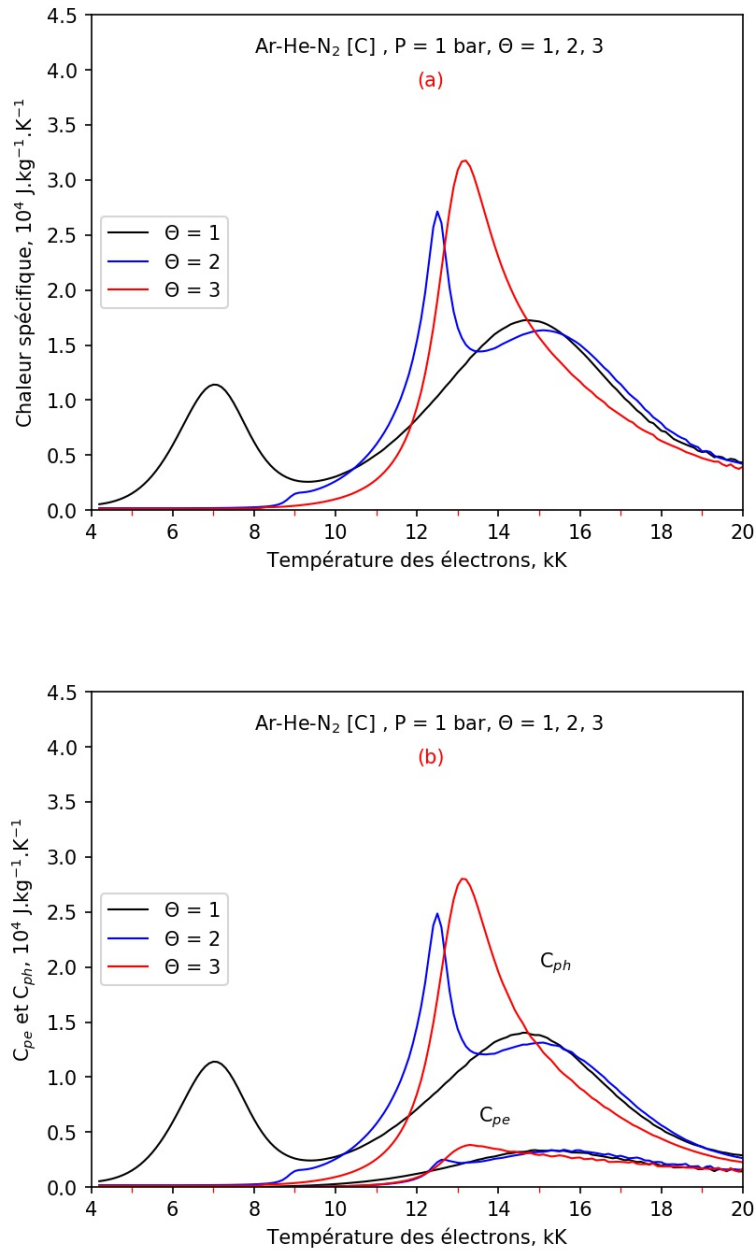 Ar-He-N₂ [C] , P = 1 bar, Θ = 1, 2, 3
(a)
Chaleur spécifique, 10⁴ J.kg⁻¹.K⁻¹
4.5
4.0
3.5
3.0
2.5
2.0
1.5
1.0
0.5
0.0
Θ = 1
Θ = 2
Θ = 3
4 6 8 10 12 14 16 18 20
Température des électrons, kK
Ar-He-N₂ [C] , P = 1 bar, Θ = 1, 2, 3
(b)
C_pe et C_ph, 10⁴ J.kg⁻¹.K⁻¹
4.5
4.0
3.5
3.0
2.5
2.0
1.5
1.0
0.5
0.0
Θ = 1
Θ = 2
Θ = 3
C_ph
C_pe
4 6 8 10 12 14 16 18 20
Température des électrons, kK